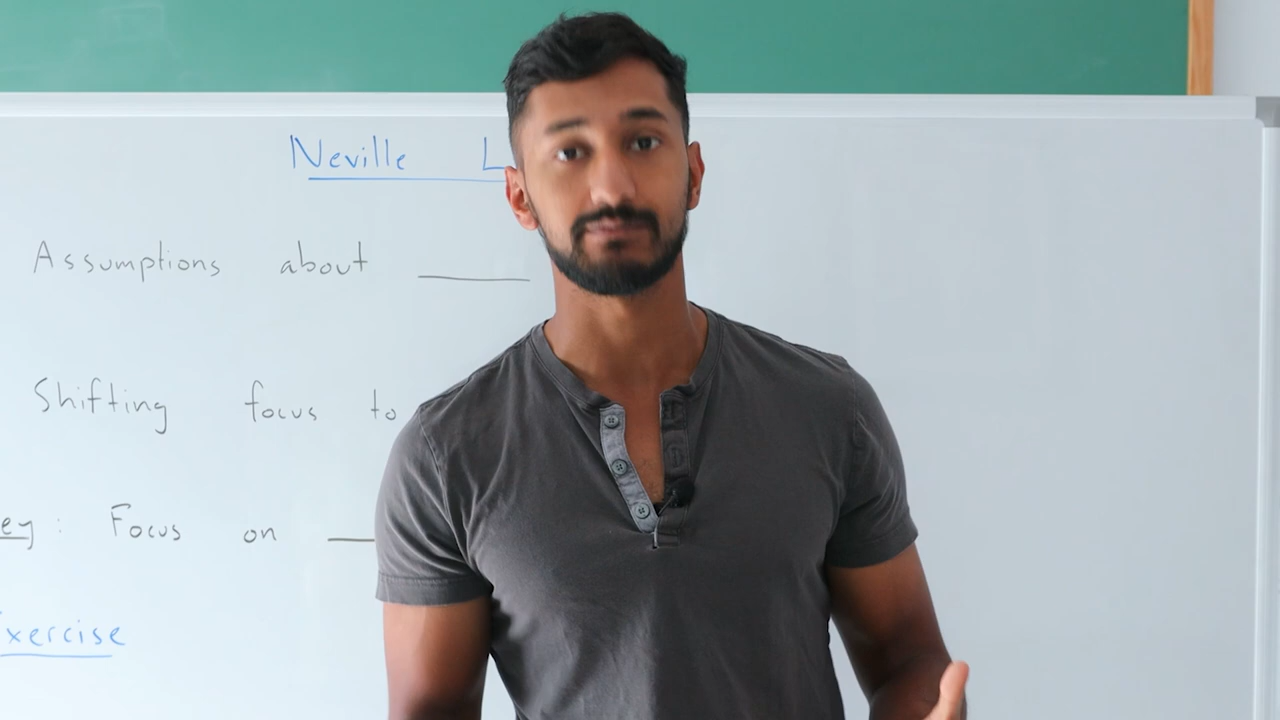 Neville L
Assumptions about
Shifting focus to
ey: Focus on
xercise